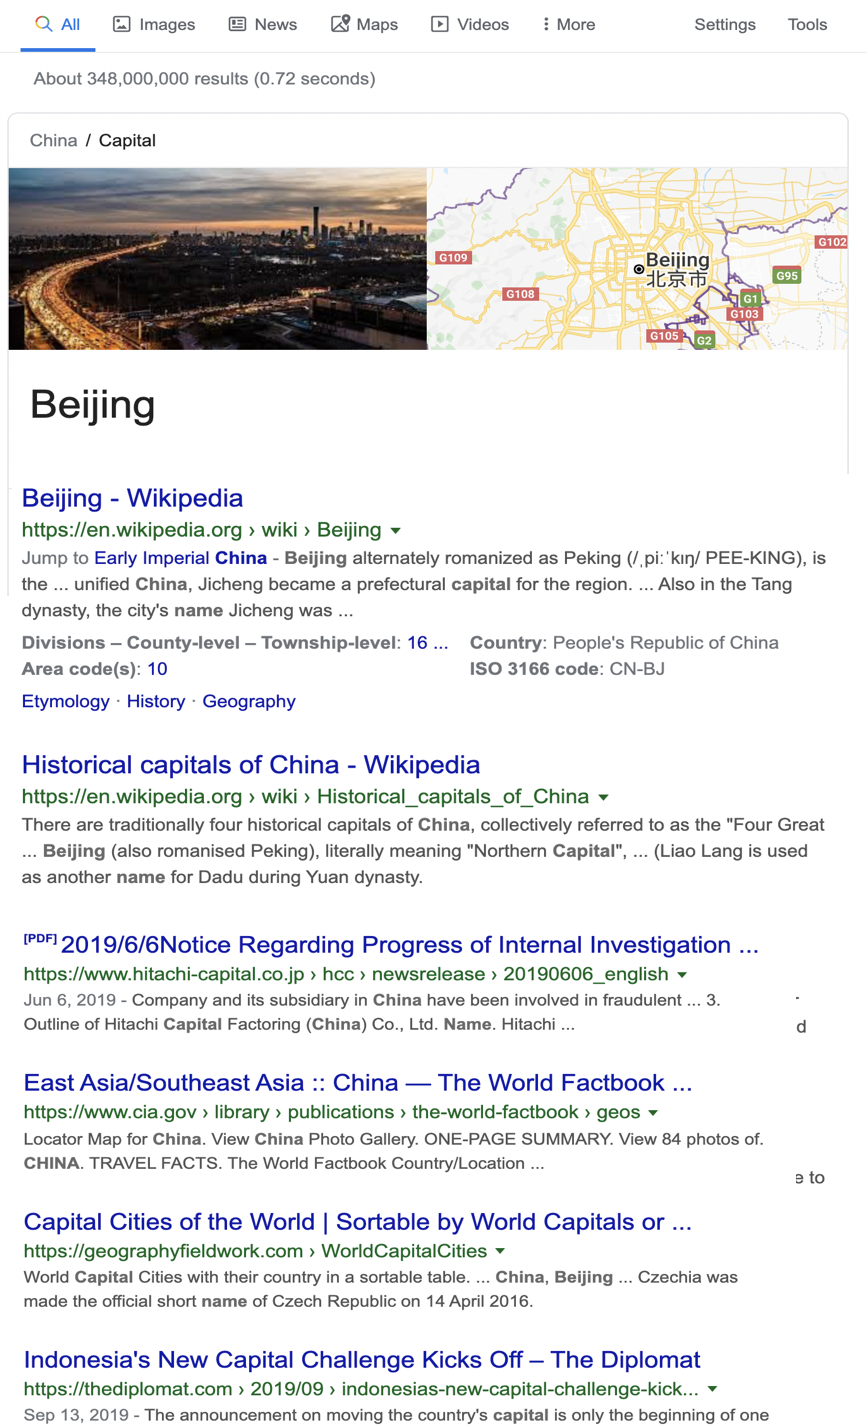 All Images News Maps Videos More Settings Tools
About 348,000,000 results (0.72 seconds)
China / Capital
G109
G108
Beijing
北京市
G102
G95
G1
G103
G105
G2
Beijing
Beijing - Wikipedia
https://en.wikipedia.org › wiki › Beijing
Jump to Early Imperial China - Beijing alternately romanized as Peking (/ˌpiːˈkɪŋ/ PEE-KING), is
the ... unified China, Jicheng became a prefectural capital for the region. ... Also in the Tang
dynasty, the city's name Jicheng was ...
Divisions – County-level – Township-level: 16 ... Country: People's Republic of China
Area code(s): 10 ISO 3166 code: CN-BJ
Etymology · History · Geography
Historical capitals of China - Wikipedia
https://en.wikipedia.org › wiki › Historical_capitals_of_China
There are traditionally four historical capitals of China, collectively referred to as the "Four Great
... Beijing (also romanised Peking), literally meaning "Northern Capital", ... (Liao Lang is used
as another name for Dadu during Yuan dynasty.
[PDF] 2019/6/6Notice Regarding Progress of Internal Investigation ...
https://www.hitachi-capital.co.jp › hcc › newsrelease › 20190606_english
Jun 6, 2019 - Company and its subsidiary in China have been involved in fraudulent ... 3.
Outline of Hitachi Capital Factoring (China) Co., Ltd. Name. Hitachi ...
d
East Asia/Southeast Asia :: China — The World Factbook ...
https://www.cia.gov › library › publications › the-world-factbook › geos
Locator Map for China. View China Photo Gallery. ONE-PAGE SUMMARY. View 84 photos of.
CHINA. TRAVEL FACTS. The World Factbook Country/Location ...
e to
Capital Cities of the World | Sortable by World Capitals or ...
https://geographyfieldwork.com › WorldCapitalCities
World Capital Cities with their country in a sortable table. ... China, Beijing ... Czechia was
made the official short name of Czech Republic on 14 April 2016.
Indonesia's New Capital Challenge Kicks Off – The Diplomat
https://thediplomat.com › 2019/09 › indonesias-new-capital-challenge-kick...
Sep 13, 2019 - The announcement on moving the country's capital is only the beginning of one